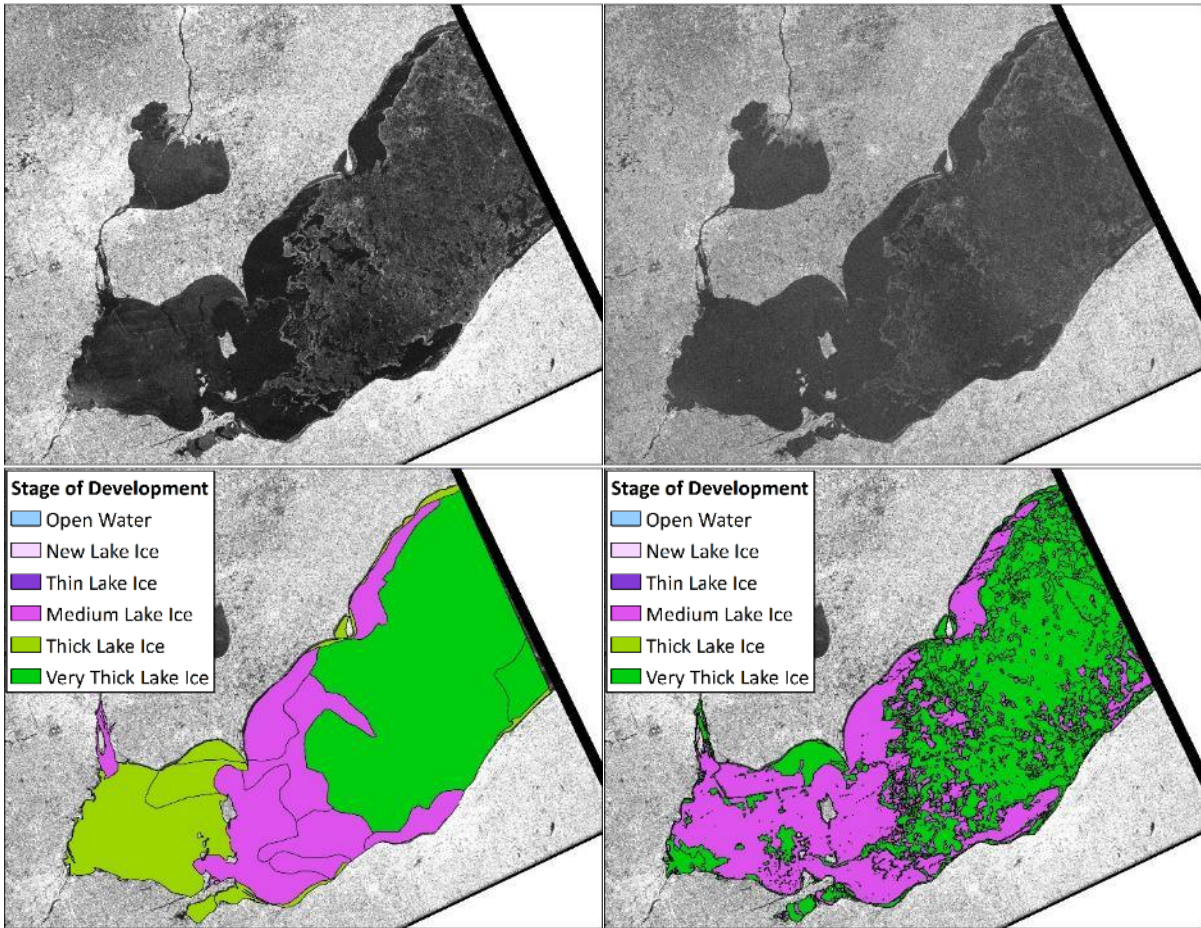 Stage of Development
Open Water
New Lake Ice
Thin Lake Ice
Medium Lake Ice
Thick Lake Ice
Very Thick Lake Ice
Stage of Development
Open Water
New Lake Ice
Thin Lake Ice
Medium Lake Ice
Thick Lake Ice
Very Thick Lake Ice